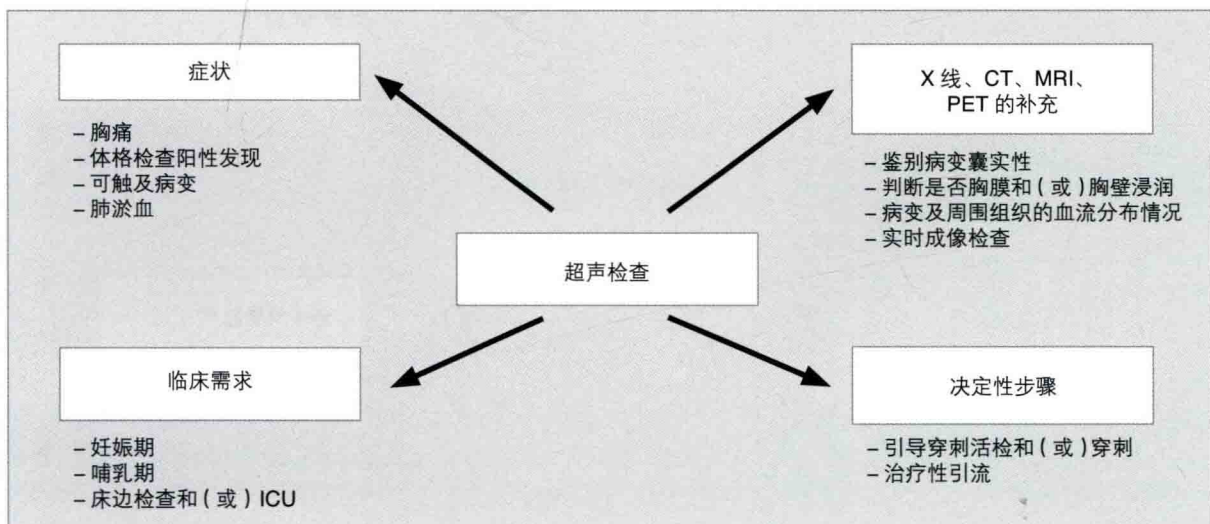 症状
– 胸痛
– 体格检查阳性发现
– 可触及病变
– 肺淤血
X 线、CT、MRI、
PET 的补充
– 鉴别病变囊实性
– 判断是否胸膜和（或）胸壁浸润
– 病变及周围组织的血流分布情况
– 实时成像检查
超声检查
临床需求
– 妊娠期
– 哺乳期
– 床边检查和（或）ICU
决定性步骤
– 引导穿刺活检和（或）穿刺
– 治疗性引流